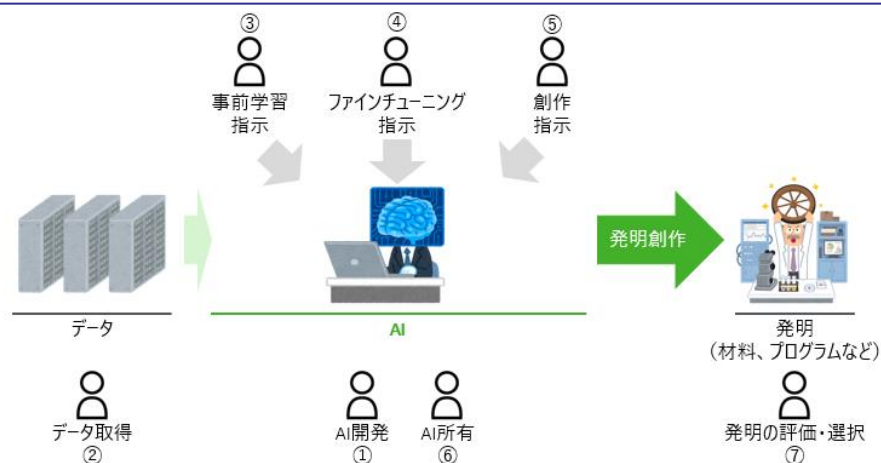 ③
④
⑤
事前学習
指示
ファインチューニング
指示
創作
指示
発明創作
データ
AI
発明
（材料、プログラムなど）
データ取得
②
AI開発
①
AI所有
⑥
発明の評価・選択
⑦